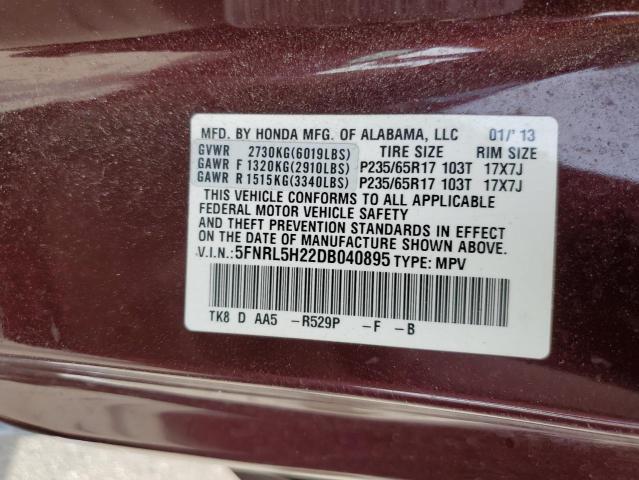 MFD. BY HONDA MFG. OF ALABAMA, LLC 01/'13
GVWR 2730KG(6019LBS) TIRE SIZE RIM SIZE
GAWR F 1320KG(2910LBS) P235/65R17 103T 17X7J
GAWR R 1515KG(3340LBS) P235/65R17 103T 17X7J
THIS VEHICLE CONFORMS TO ALL APPLICABLE
FEDERAL MOTOR VEHICLE SAFETY
AND THEFT PREVENTION STANDARDS IN EFFECT
ON THE DATE OF MANUFACTURE SHOWN ABOVE.
V.I.N.:5FNRL5H22DB040895 TYPE: MPV
TK8 D AA5 -R529P -F -B